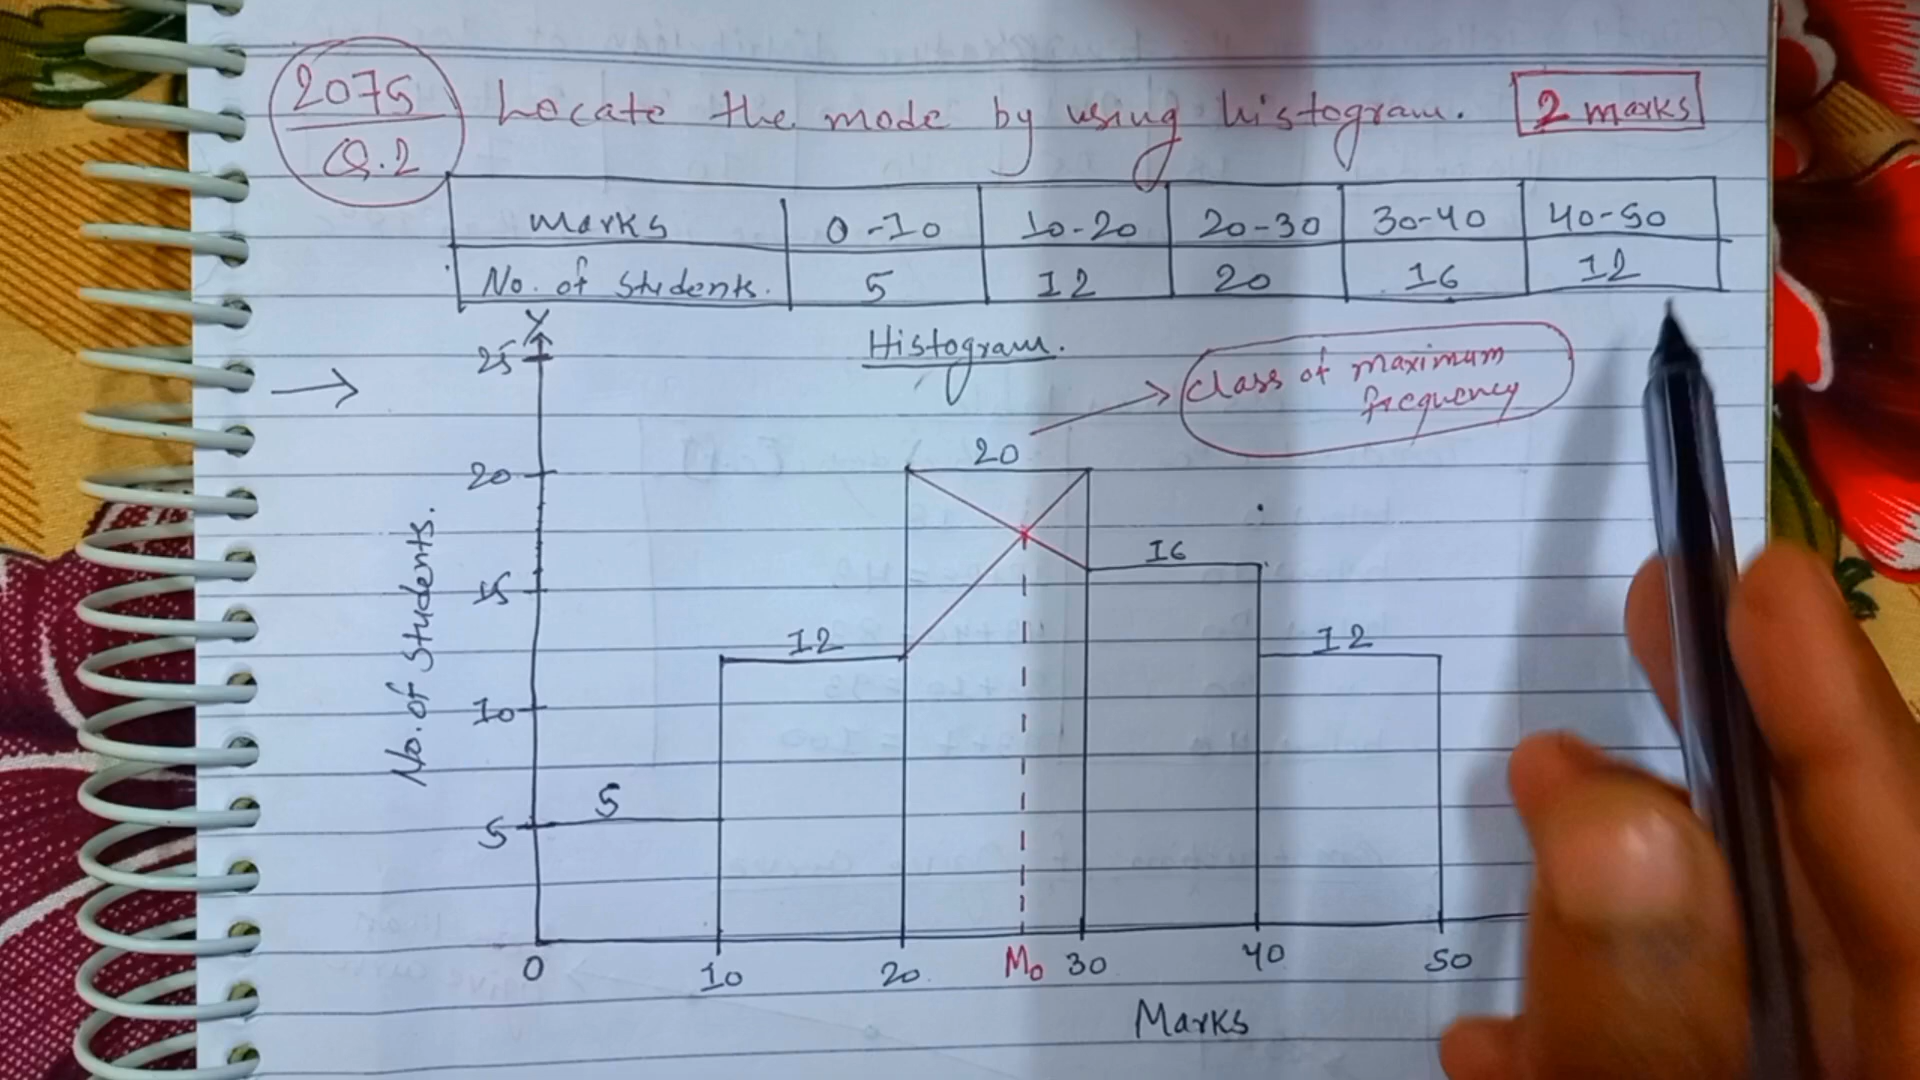 2075
Q.2
Locate the mode by using histogram.
2 marks
Marks 0-10 10-20 20-30 30-40 40-50
No. of Students. 5 12 20 16 12
Y
Histogram.
class of maximum
frequency
25
20
15
10
5
No. of Students.
5
12
20
16
12
0 10 20 Mo 30 40 50
Marks